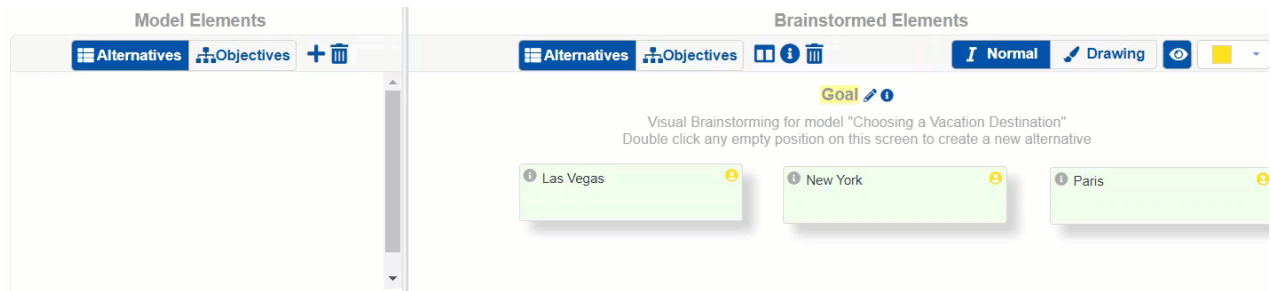 Model Elements
Brainstormed Elements
Alternatives Objectives
Alternatives Objectives
Normal Drawing
Goal
Visual Brainstorming for model "Choosing a Vacation Destination"
Double click any empty position on this screen to create a new alternative
Las Vegas
New York
Paris